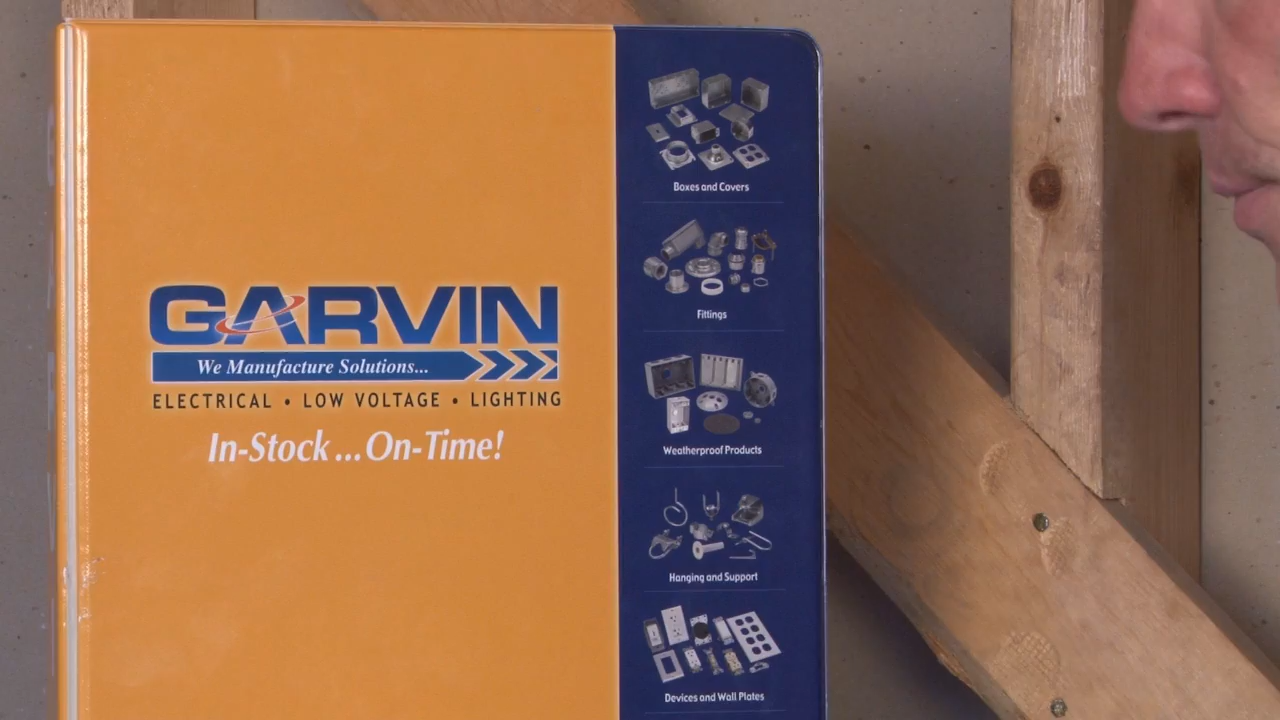 GARVIN
We Manufacture Solutions...
ELECTRICAL • LOW VOLTAGE • LIGHTING
In-Stock...On-Time!
Boxes and Covers
Fittings
Weatherproof Products
Hanging and Support
Devices and Wall Plates